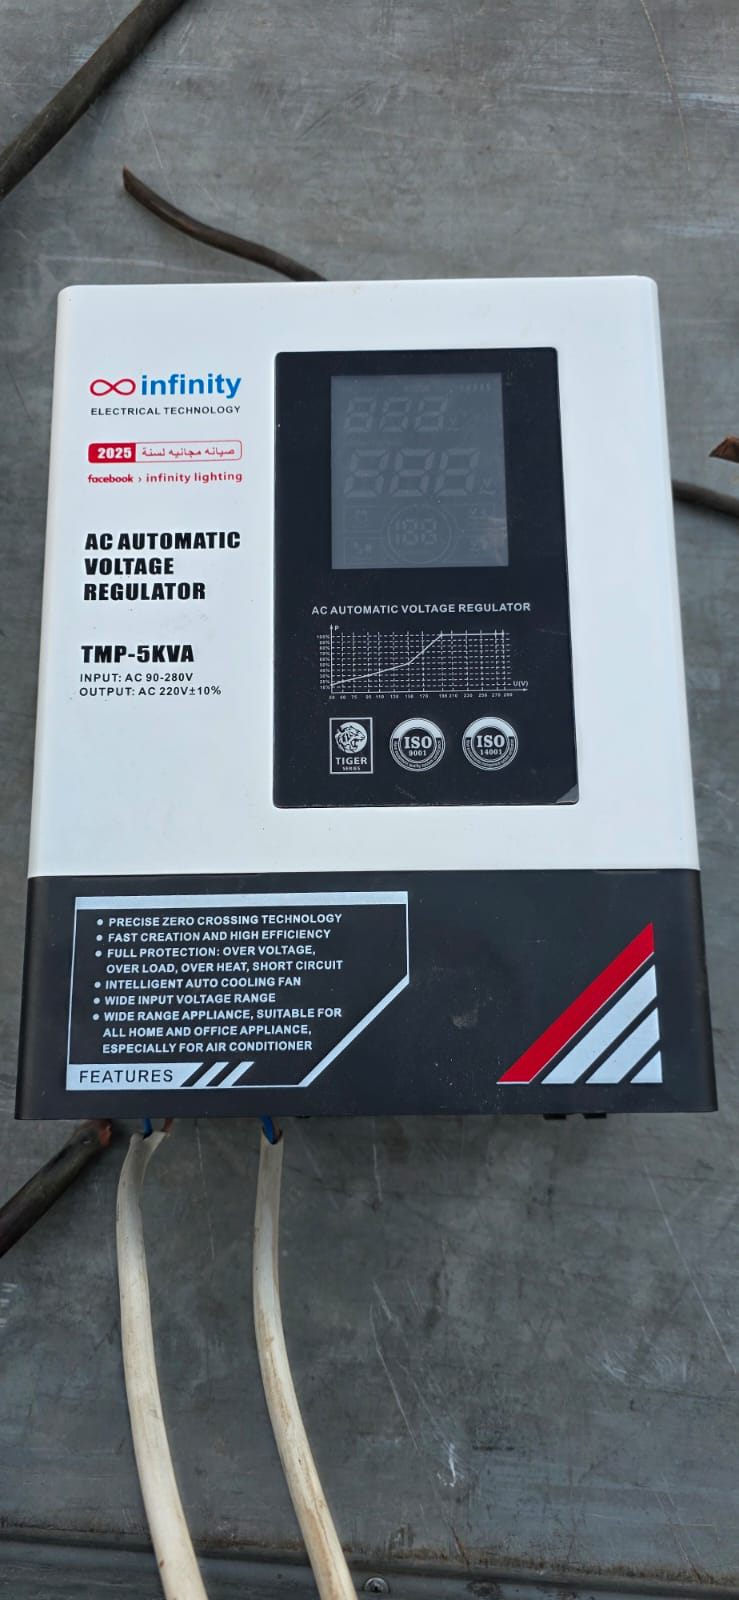 infinity
ELECTRICAL TECHNOLOGY
2025 صيانه مجانيه لسنة
facebook › infinity lighting
AC AUTOMATIC
VOLTAGE
REGULATOR
TMP-5KVA
INPUT: AC 90-280V
OUTPUT: AC 220V±10%
AC AUTOMATIC VOLTAGE REGULATOR
P
U(V)
TIGER
SERIES
ISO
9001
ISO
14001
• PRECISE ZERO CROSSING TECHNOLOGY
• FAST CREATION AND HIGH EFFICIENCY
• FULL PROTECTION: OVER VOLTAGE,
OVER LOAD, OVER HEAT, SHORT CIRCUIT
• INTELLIGENT AUTO COOLING FAN
• WIDE INPUT VOLTAGE RANGE
• WIDE RANGE APPLIANCE, SUITABLE FOR
ALL HOME AND OFFICE APPLIANCE,
ESPECIALLY FOR AIR CONDITIONER
FEATURES